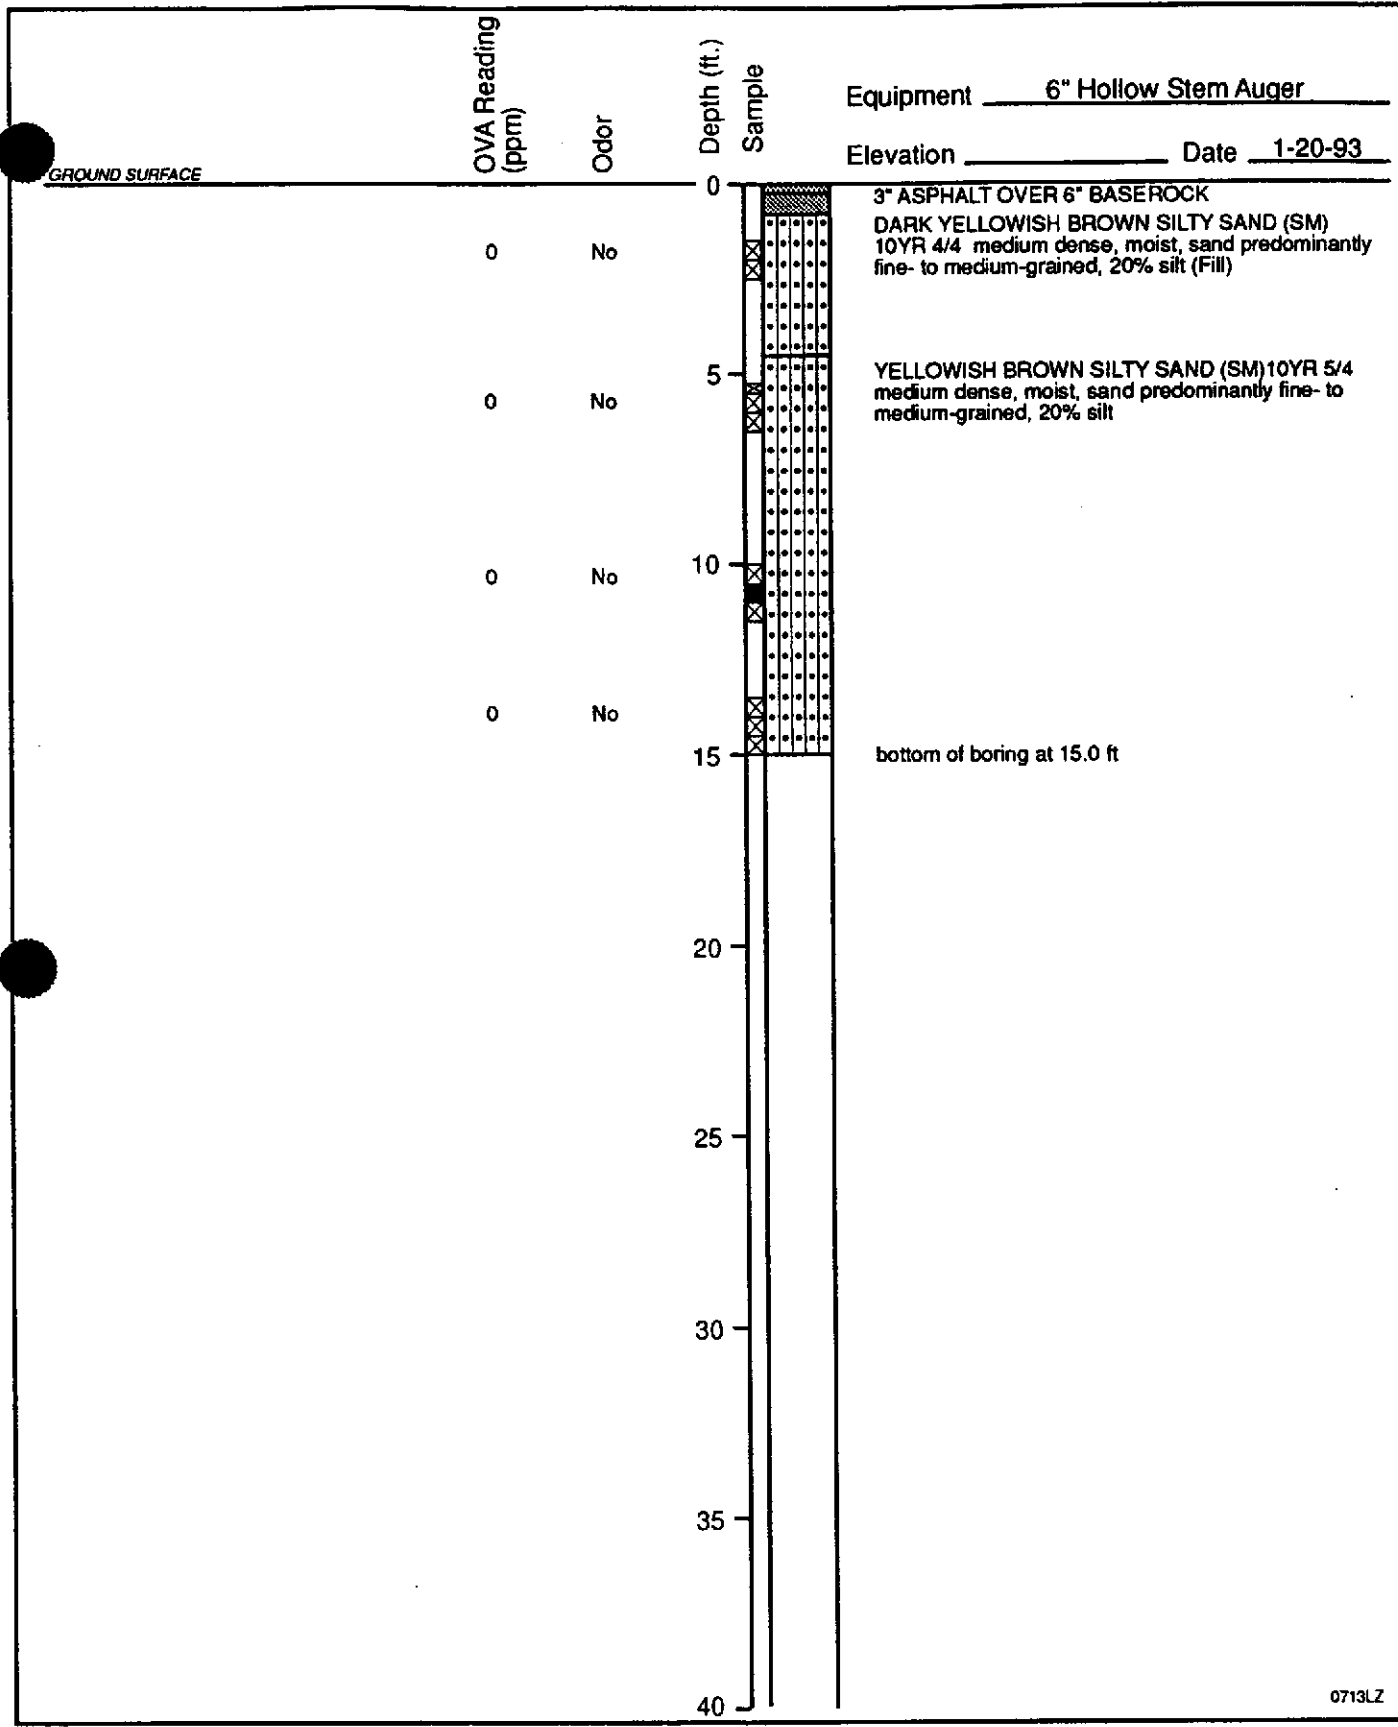 OVA Reading
(ppm)
Odor
Depth (ft.)
Sample
Equipment 6" Hollow Stem Auger
Elevation Date 1-20-93
GROUND SURFACE
0
3" ASPHALT OVER 6" BASEROCK
DARK YELLOWISH BROWN SILTY SAND (SM)
10YR 4/4 medium dense, moist, sand predominantly
fine- to medium-grained, 20% silt (Fill)
0 No
5
YELLOWISH BROWN SILTY SAND (SM)10YR 5/4
medium dense, moist, sand predominantly fine- to
medium-grained, 20% silt
0 No
10
0 No
0 No
15
bottom of boring at 15.0 ft
20
25
30
35
40
0713LZ